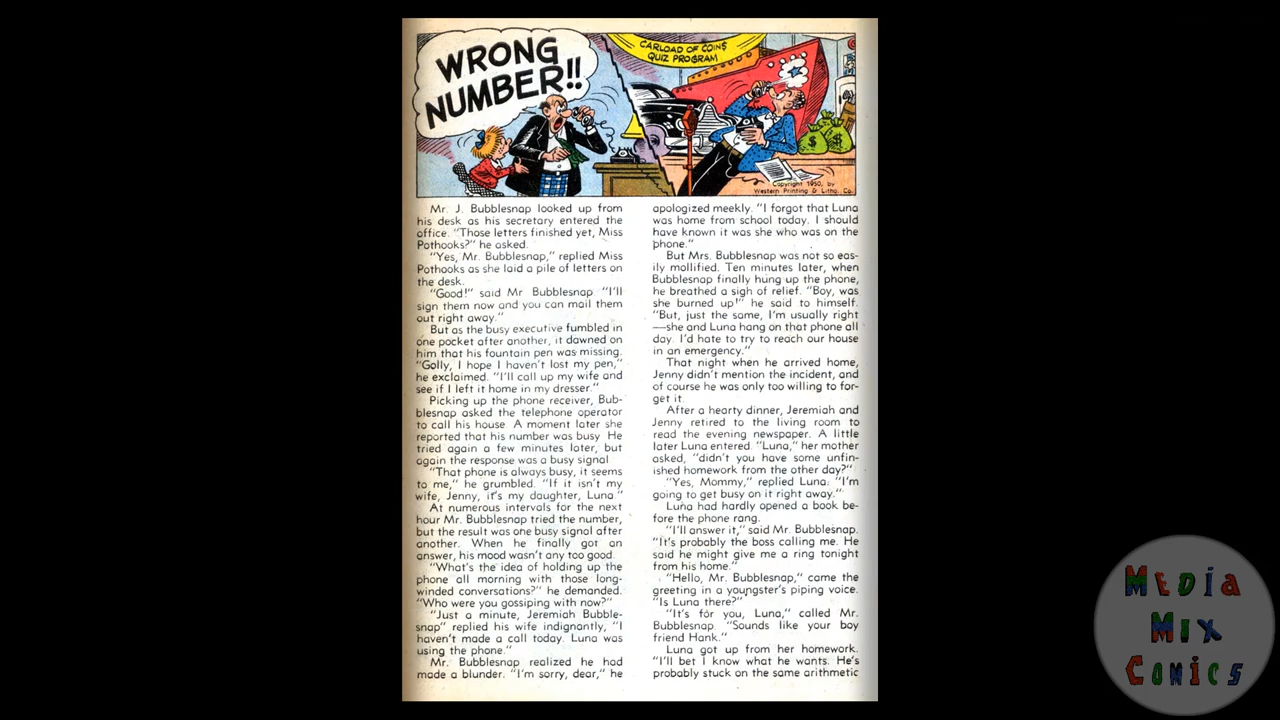 WRONG
NUMBER!!
CARLOAD OF COINS
QUIZ PROGRAM
$ $
Copyright 1950, by
Western Printing & Litho. Co.
Mr. J. Bubblesnap looked up from
his desk as his secretary entered the
office. "Those letters finished yet, Miss
Pothooks?" he asked.
"Yes, Mr. Bubblesnap," replied Miss
Pothooks as she laid a pile of letters on
the desk.
"Good!" said Mr Bubblesnap "I'll
sign them now and you can mail them
out right away."
But as the busy executive fumbled in
one pocket after another, it dawned on
him that his fountain pen was missing.
"Golly, I hope I haven't lost my pen,"
he exclaimed. "I'll call up my wife and
see if I left it home in my dresser."
Picking up the phone receiver, Bub-
blesnap asked the telephone operator
to call his house. A moment later she
reported that his number was busy He
tried again a few minutes later, but
again the response was a busy signal
"That phone is always busy, it seems
to me," he grumbled. "If it isn't my
wife, Jenny, it's my daughter, Luna"
At numerous intervals for the next
hour Mr. Bubblesnap tried the number,
but the result was one busy signal after
another. When he finally got an
answer, his mood wasn't any too good.
"What's the idea of holding up the
phone all morning with those long-
winded conversations?" he demanded.
"Who were you gossiping with now?"
"Just a minute, Jeremiah Bubble-
snap" replied his wife indignantly, "I
haven't made a call today. Luna was
using the phone."
Mr. Bubblesnap realized he had
made a blunder. "I'm sorry, dear," he
apologized meekly. "I forgot that Luna
was home from school today. I should
have known it was she who was on the
phone."
But Mrs. Bubblesnap was not so eas-
ily mollified. Ten minutes later, when
Bubblesnap finally hung up the phone,
he breathed a sigh of relief. "Boy, was
she burned up!" he said to himself.
"But, just the same, I'm usually right
—she and Luna hang on that phone all
day. I'd hate to try to reach our house
in an emergency."
That night when he arrived home,
Jenny didn't mention the incident, and
of course he was only too willing to for-
get it.
After a hearty dinner, Jeremiah and
Jenny retired to the living room to
read the evening newspaper. A little
later Luna entered. "Luna," her mother
asked, "didn't you have some unfin-
ished homework from the other day?"
"Yes, Mommy," replied Luna. "I'm
going to get busy on it right away."
Luna had hardly opened a book be-
fore the phone rang.
"I'll answer it," said Mr. Bubblesnap.
"It's probably the boss calling me. He
said he might give me a ring tonight
from his home."
"Hello, Mr. Bubblesnap," came the
greeting in a youngster's piping voice.
"Is Luna there?"
"It's for you, Luna," called Mr.
Bubblesnap. "Sounds like your boy
friend Hank."
Luna got up from her homework.
"I'll bet I know what he wants. He's
probably stuck on the same arithmetic
MEDIA
MIX
COMICS